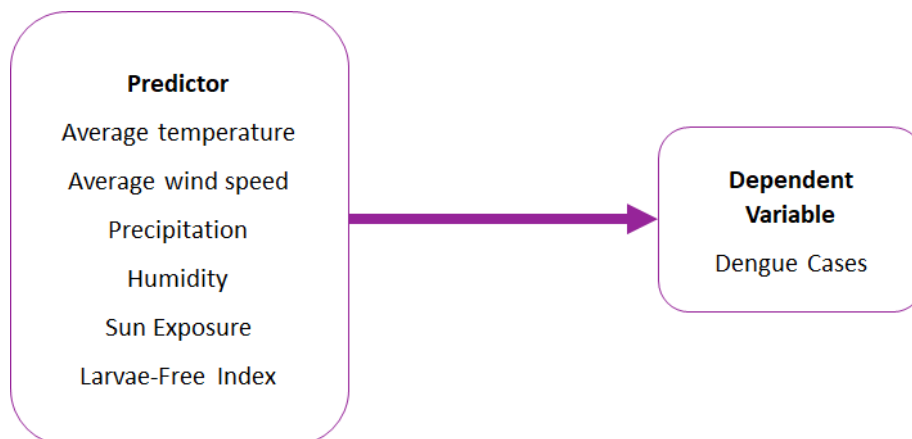 Predictor
Average temperature
Average wind speed
Precipitation
Humidity
Sun Exposure
Larvae-Free Index
Dependent
Variable
Dengue Cases